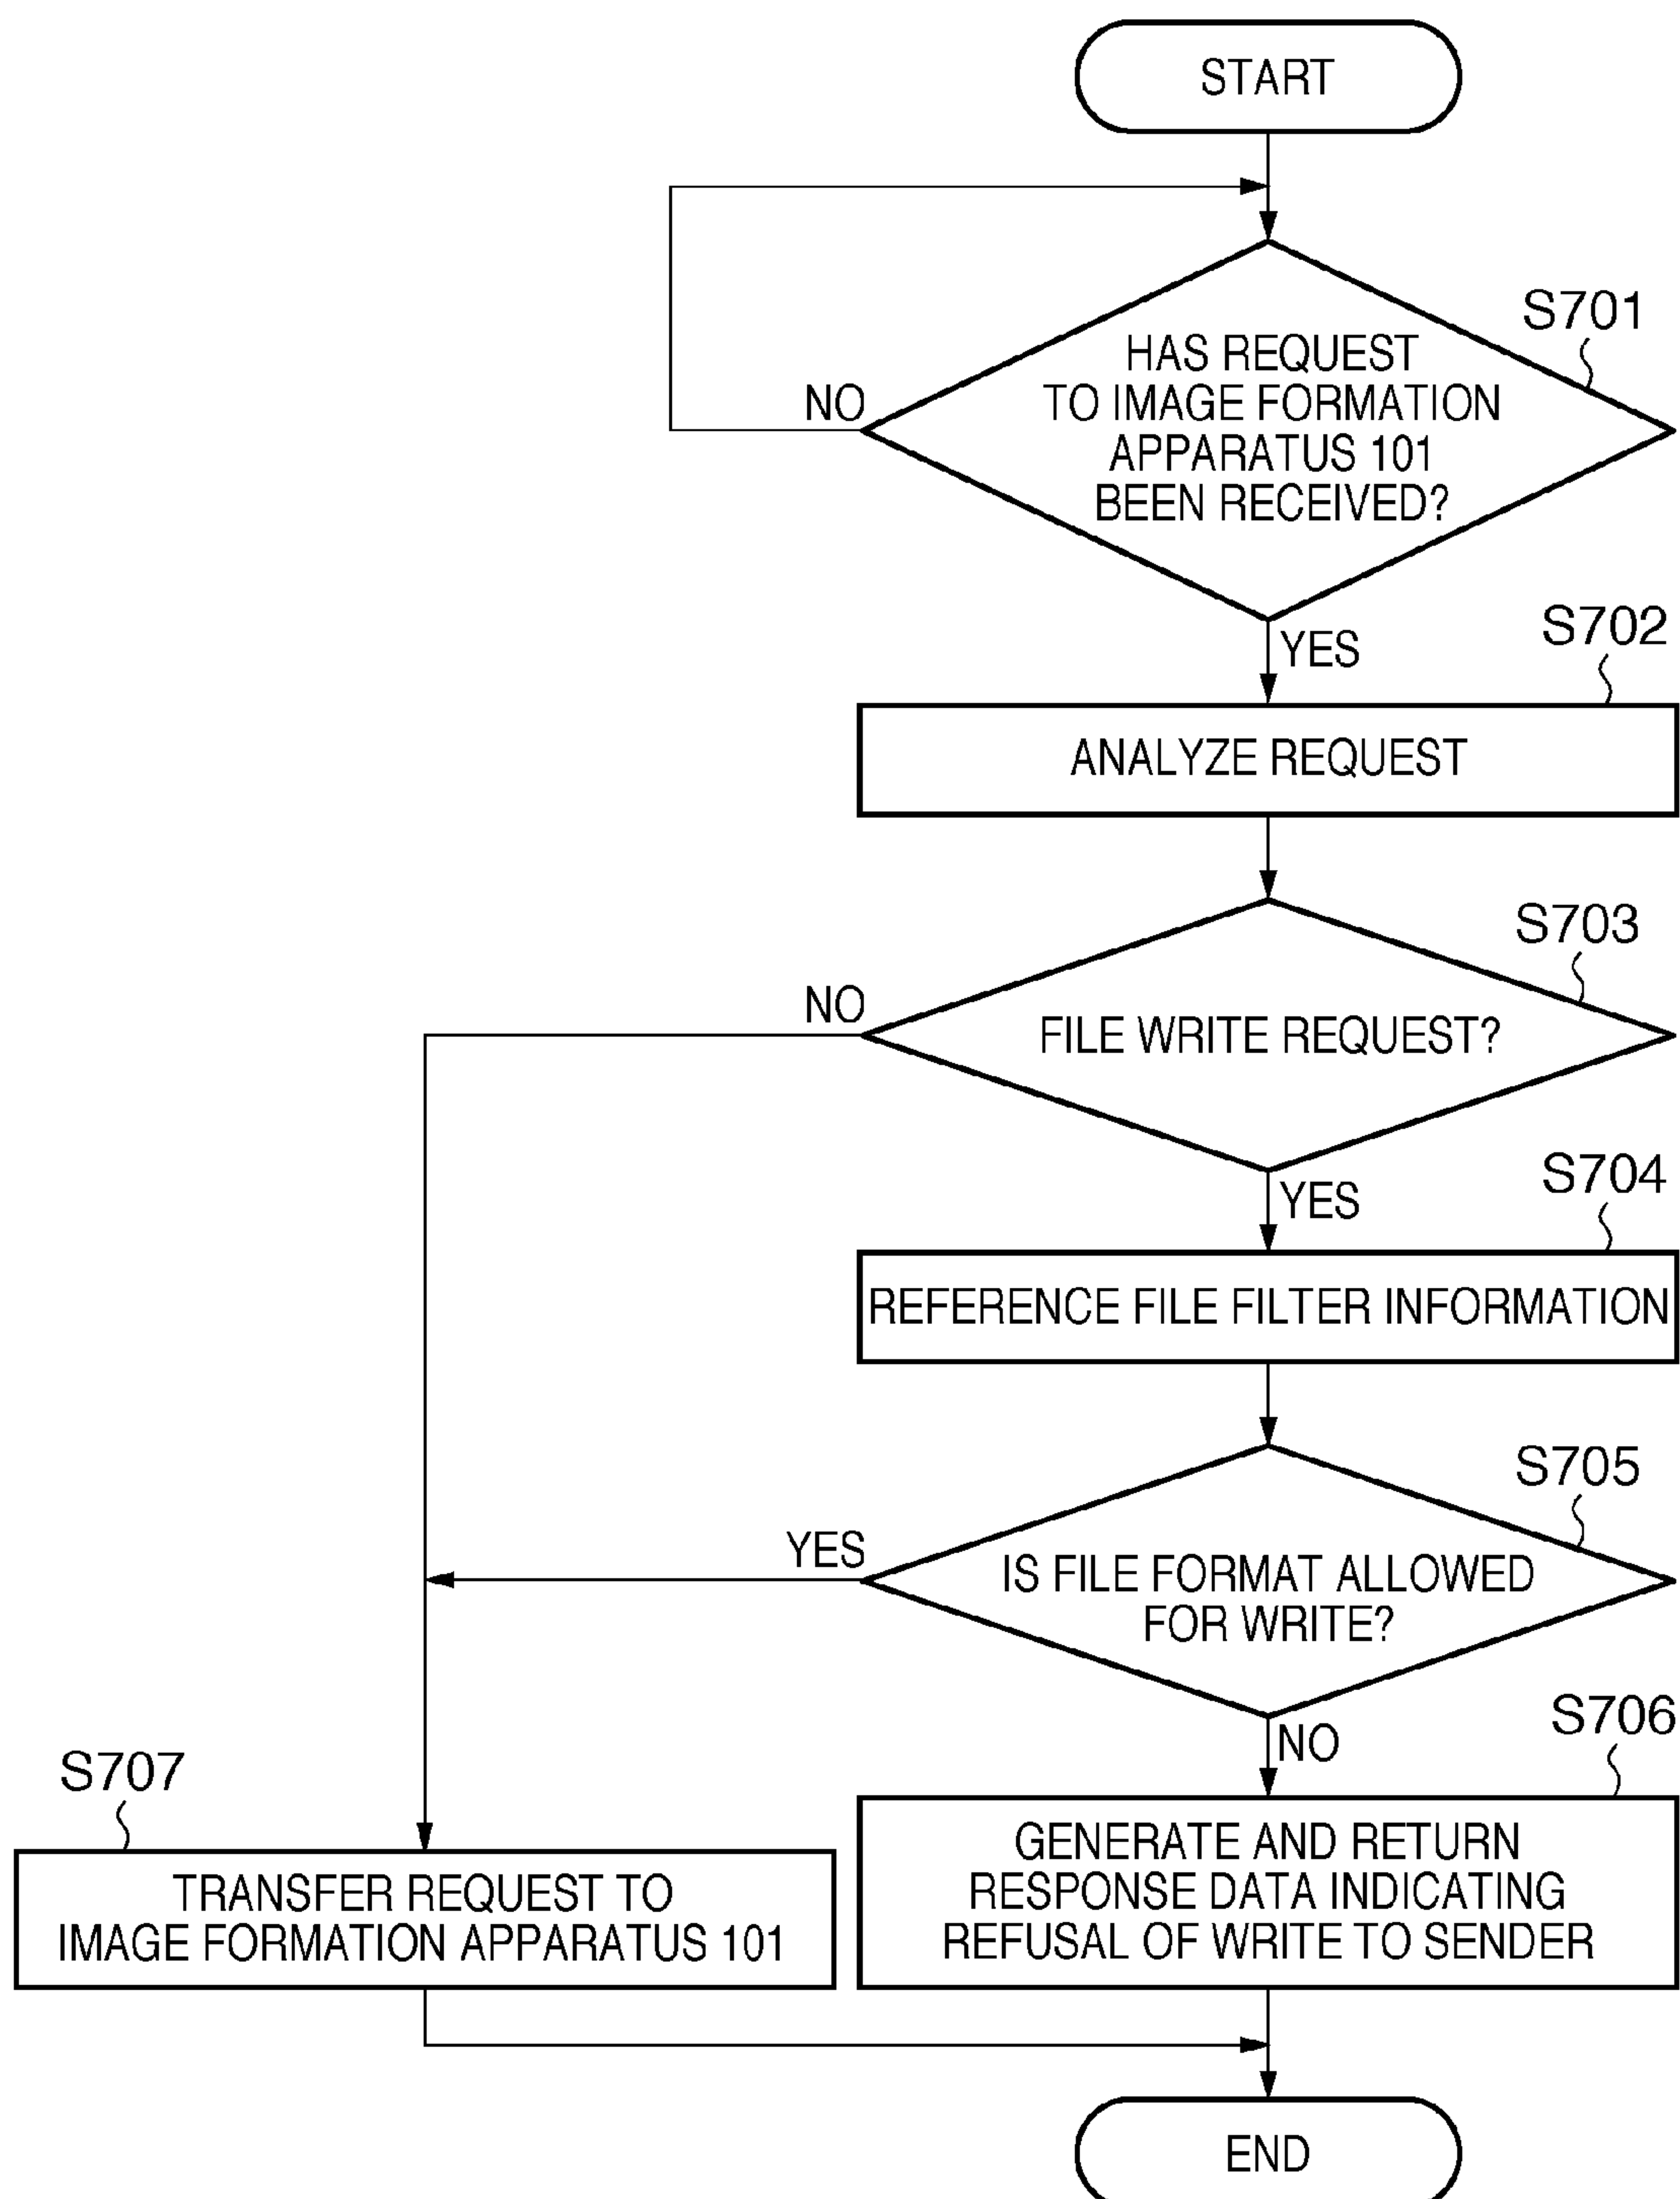 START
S701
HAS REQUEST
TO IMAGE FORMATION
APPARATUS 101
BEEN RECEIVED?
NO
YES
S702
ANALYZE REQUEST
S703
NO
FILE WRITE REQUEST?
YES
S704
REFERENCE FILE FILTER INFORMATION
S705
YES
IS FILE FORMAT ALLOWED
FOR WRITE?
NO
S706
GENERATE AND RETURN
RESPONSE DATA INDICATING
REFUSAL OF WRITE TO SENDER
S707
TRANSFER REQUEST TO
IMAGE FORMATION APPARATUS 101
END